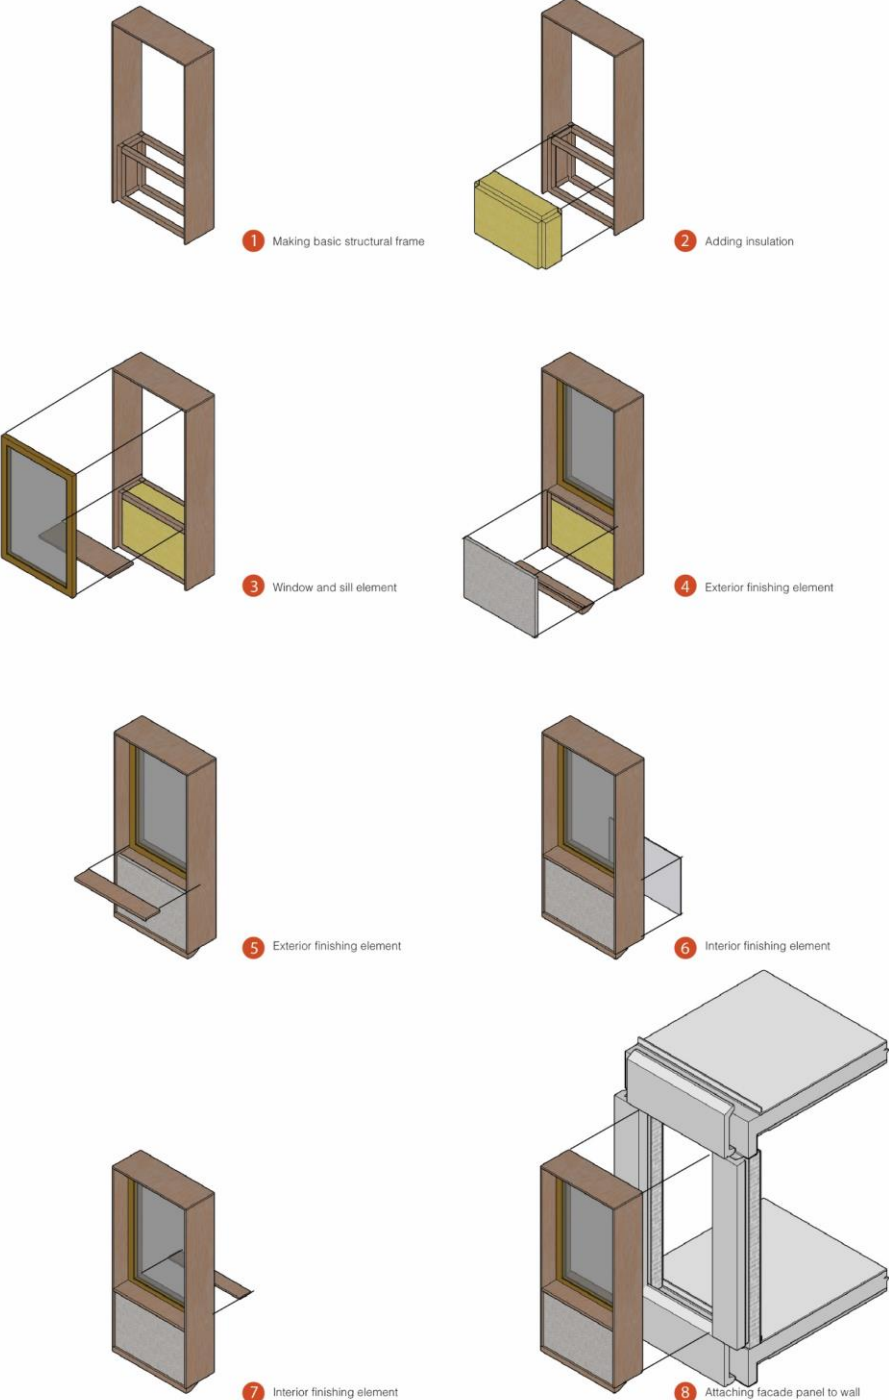 1 Making basic structural frame
2 Adding insulation
3 Window and sill element
4 Exterior finishing element
5 Exterior finishing element
6 Interior finishing element
7 Interior finishing element
8 Attaching facade panel to wall